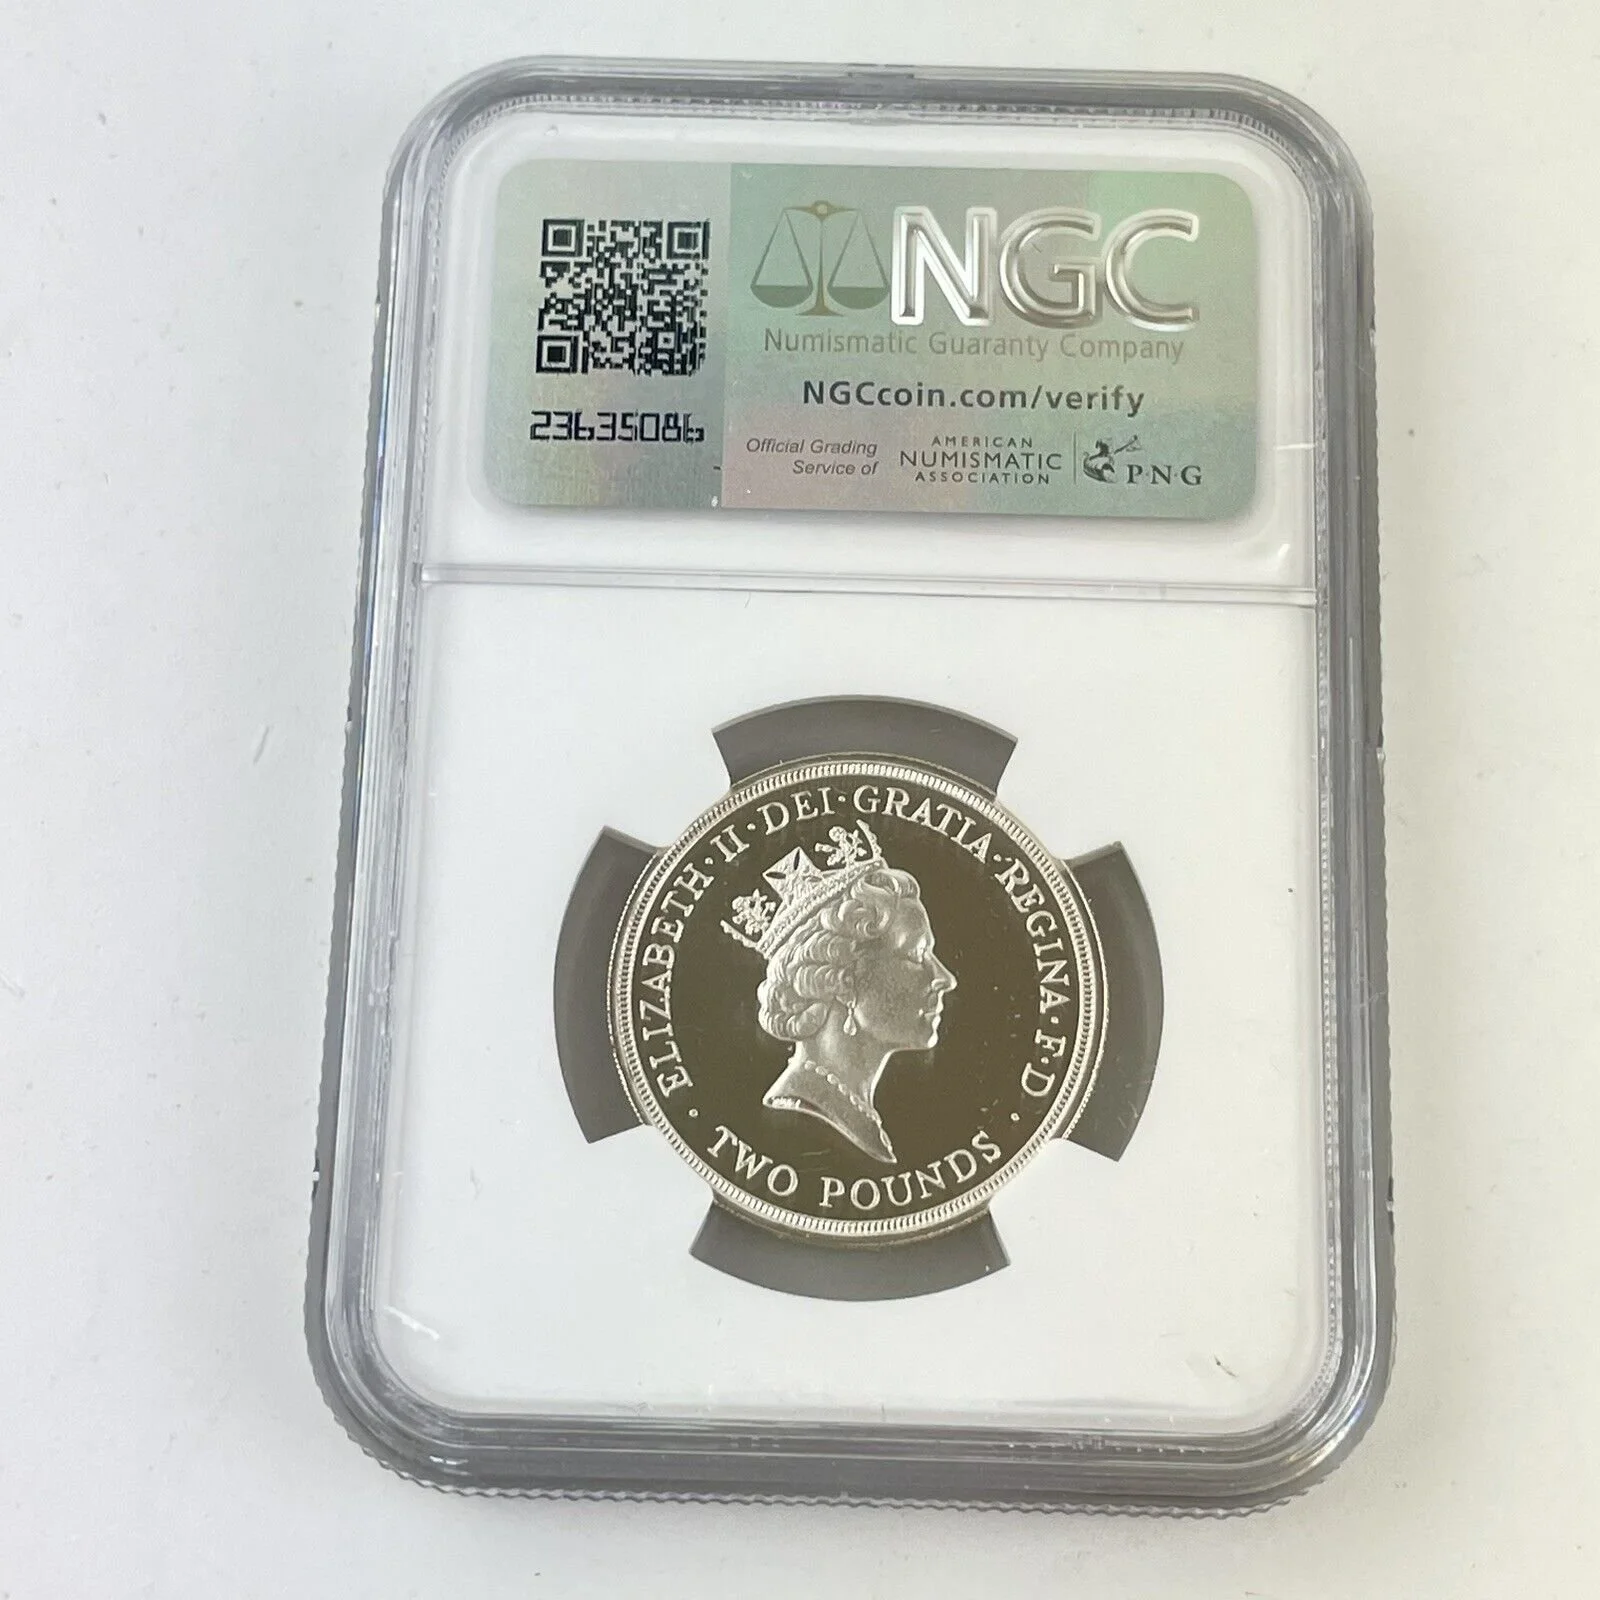 NGC
Numismatic Guaranty Company
NGCcoin.com/verify
23635086
Official Grading
Service of
AMERICAN
NUMISMATIC
ASSOCIATION
P·N·G
ELIZABETH·II·DEI·GRATIA·REGINA·F·D·
TWO POUNDS